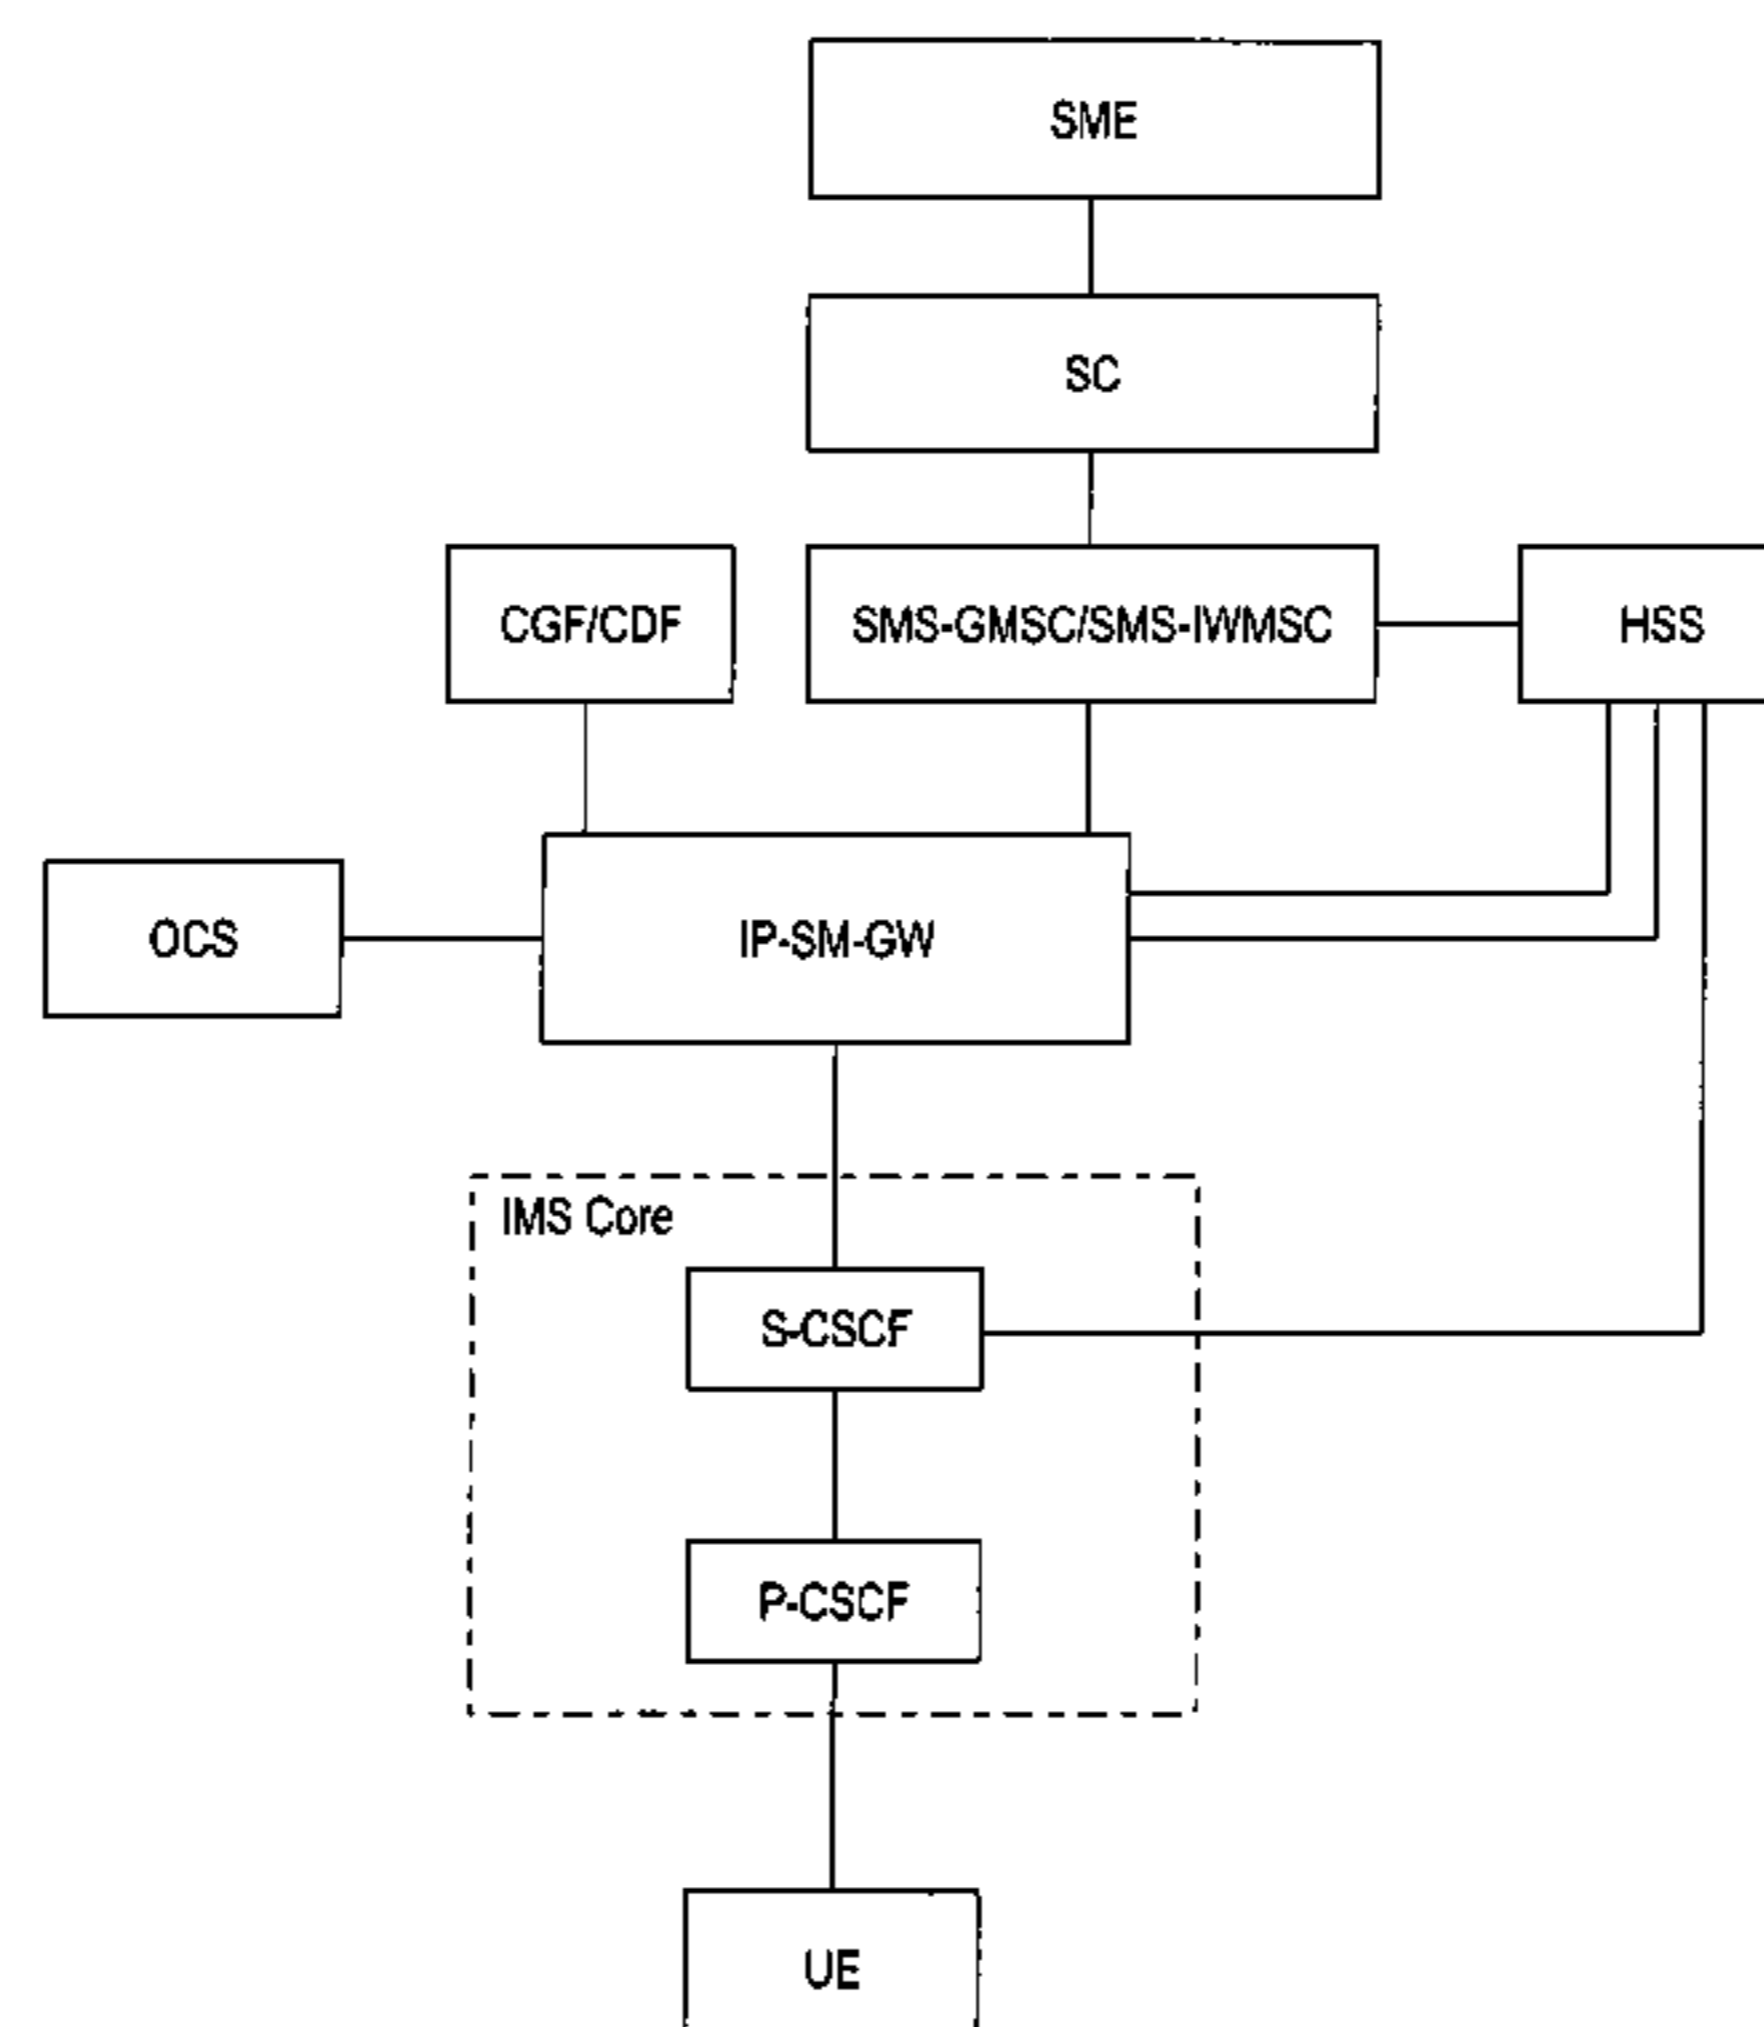 SME
SC
CGF/CDF
SMS-GMSC/SMS-IWMSC
HSS
OCS
IP-SM-GW
IMS Core
S-CSCF
P-CSCF
UE